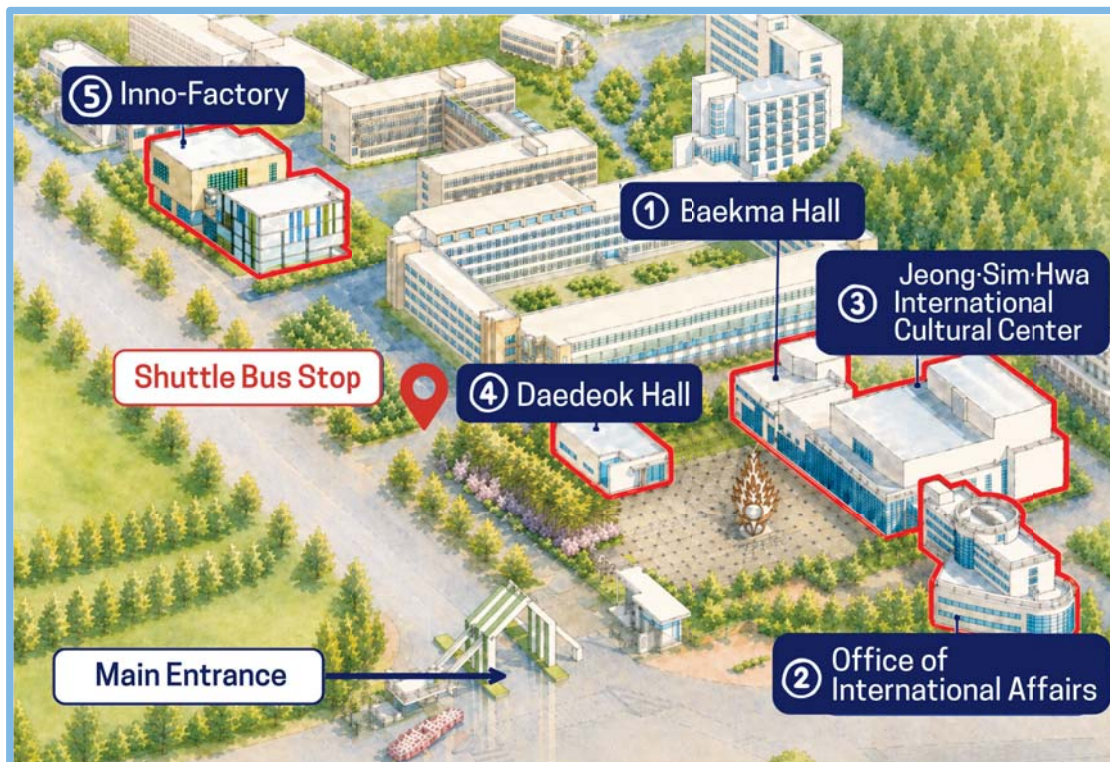 ⑤ Inno-Factory
① Baekma Hall
③ Jeong·Sim·Hwa
International
Cultural Center
Shuttle Bus Stop
④ Daedeok Hall
Main Entrance
② Office of
International Affairs